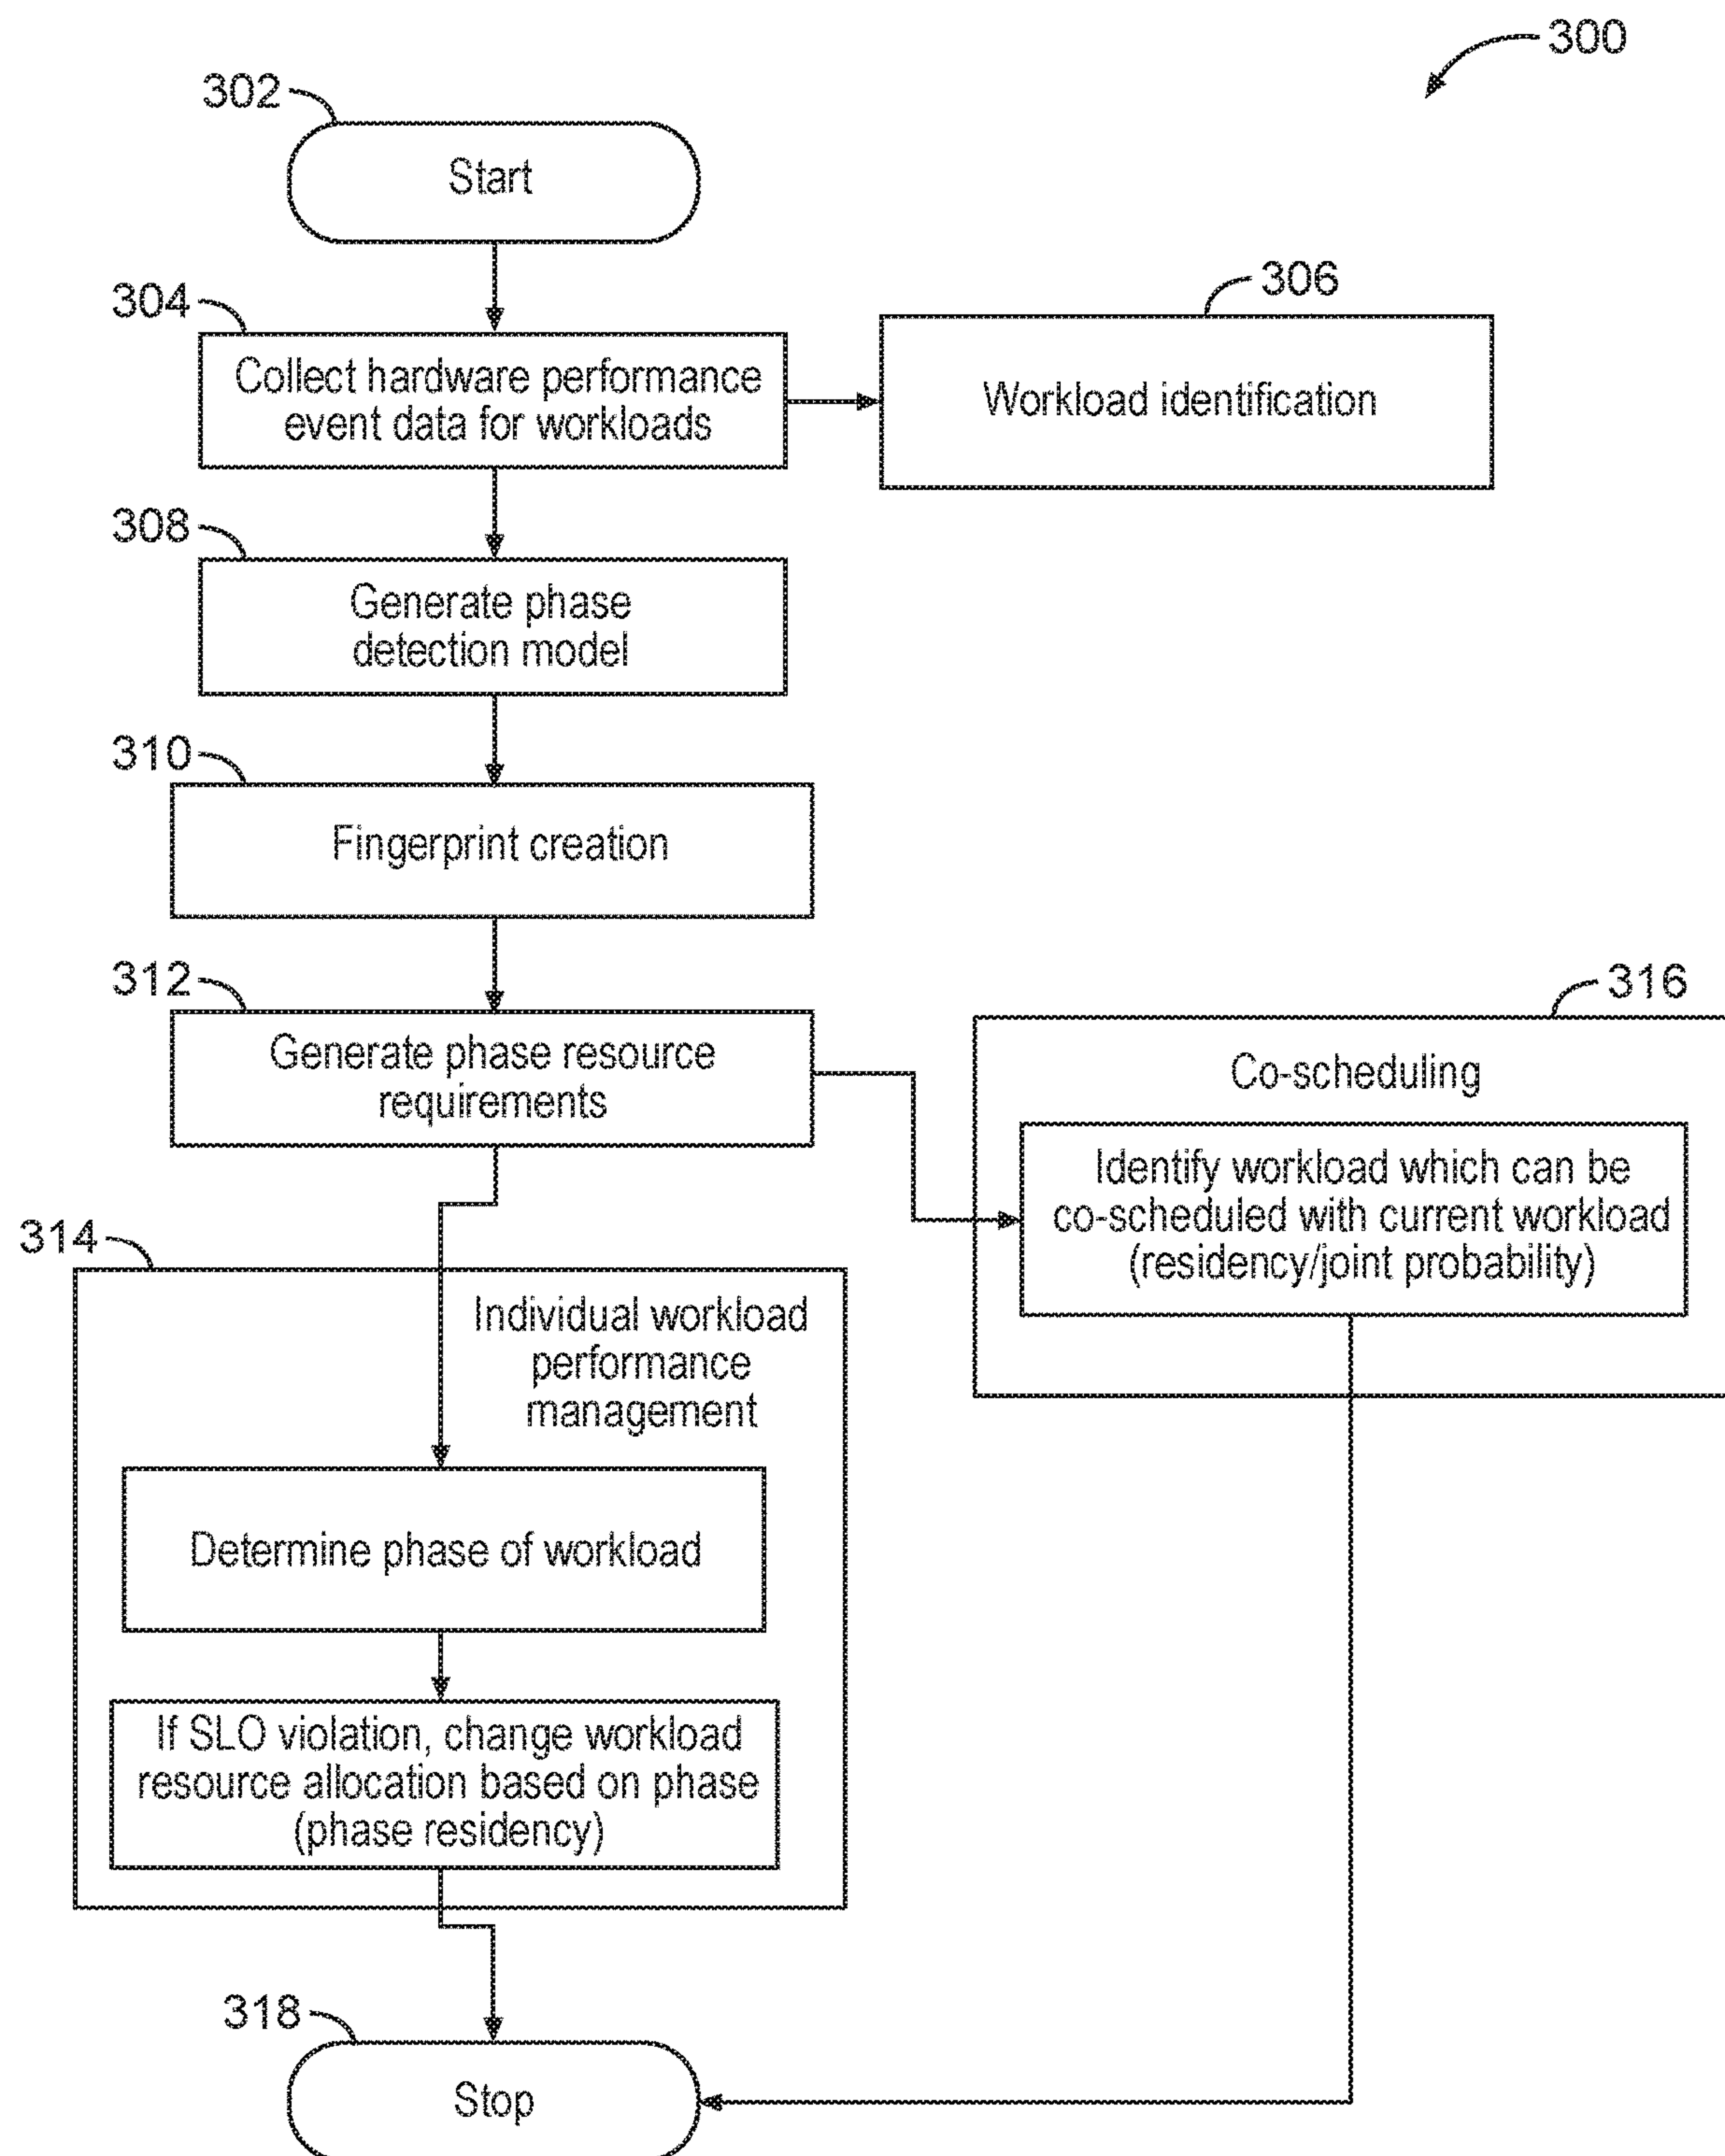 300
302
Start
304
306
Collect hardware performance
event data for workloads
Workload identification
308
Generate phase
detection model
310
Fingerprint creation
312
Generate phase resource
requirements
316
Co-scheduling
Identify workload which can be
co-scheduled with current workload
(residency/joint probability)
314
Individual workload
performance
management
Determine phase of workload
If SLO violation, change workload
resource allocation based on phase
(phase residency)
318
Stop